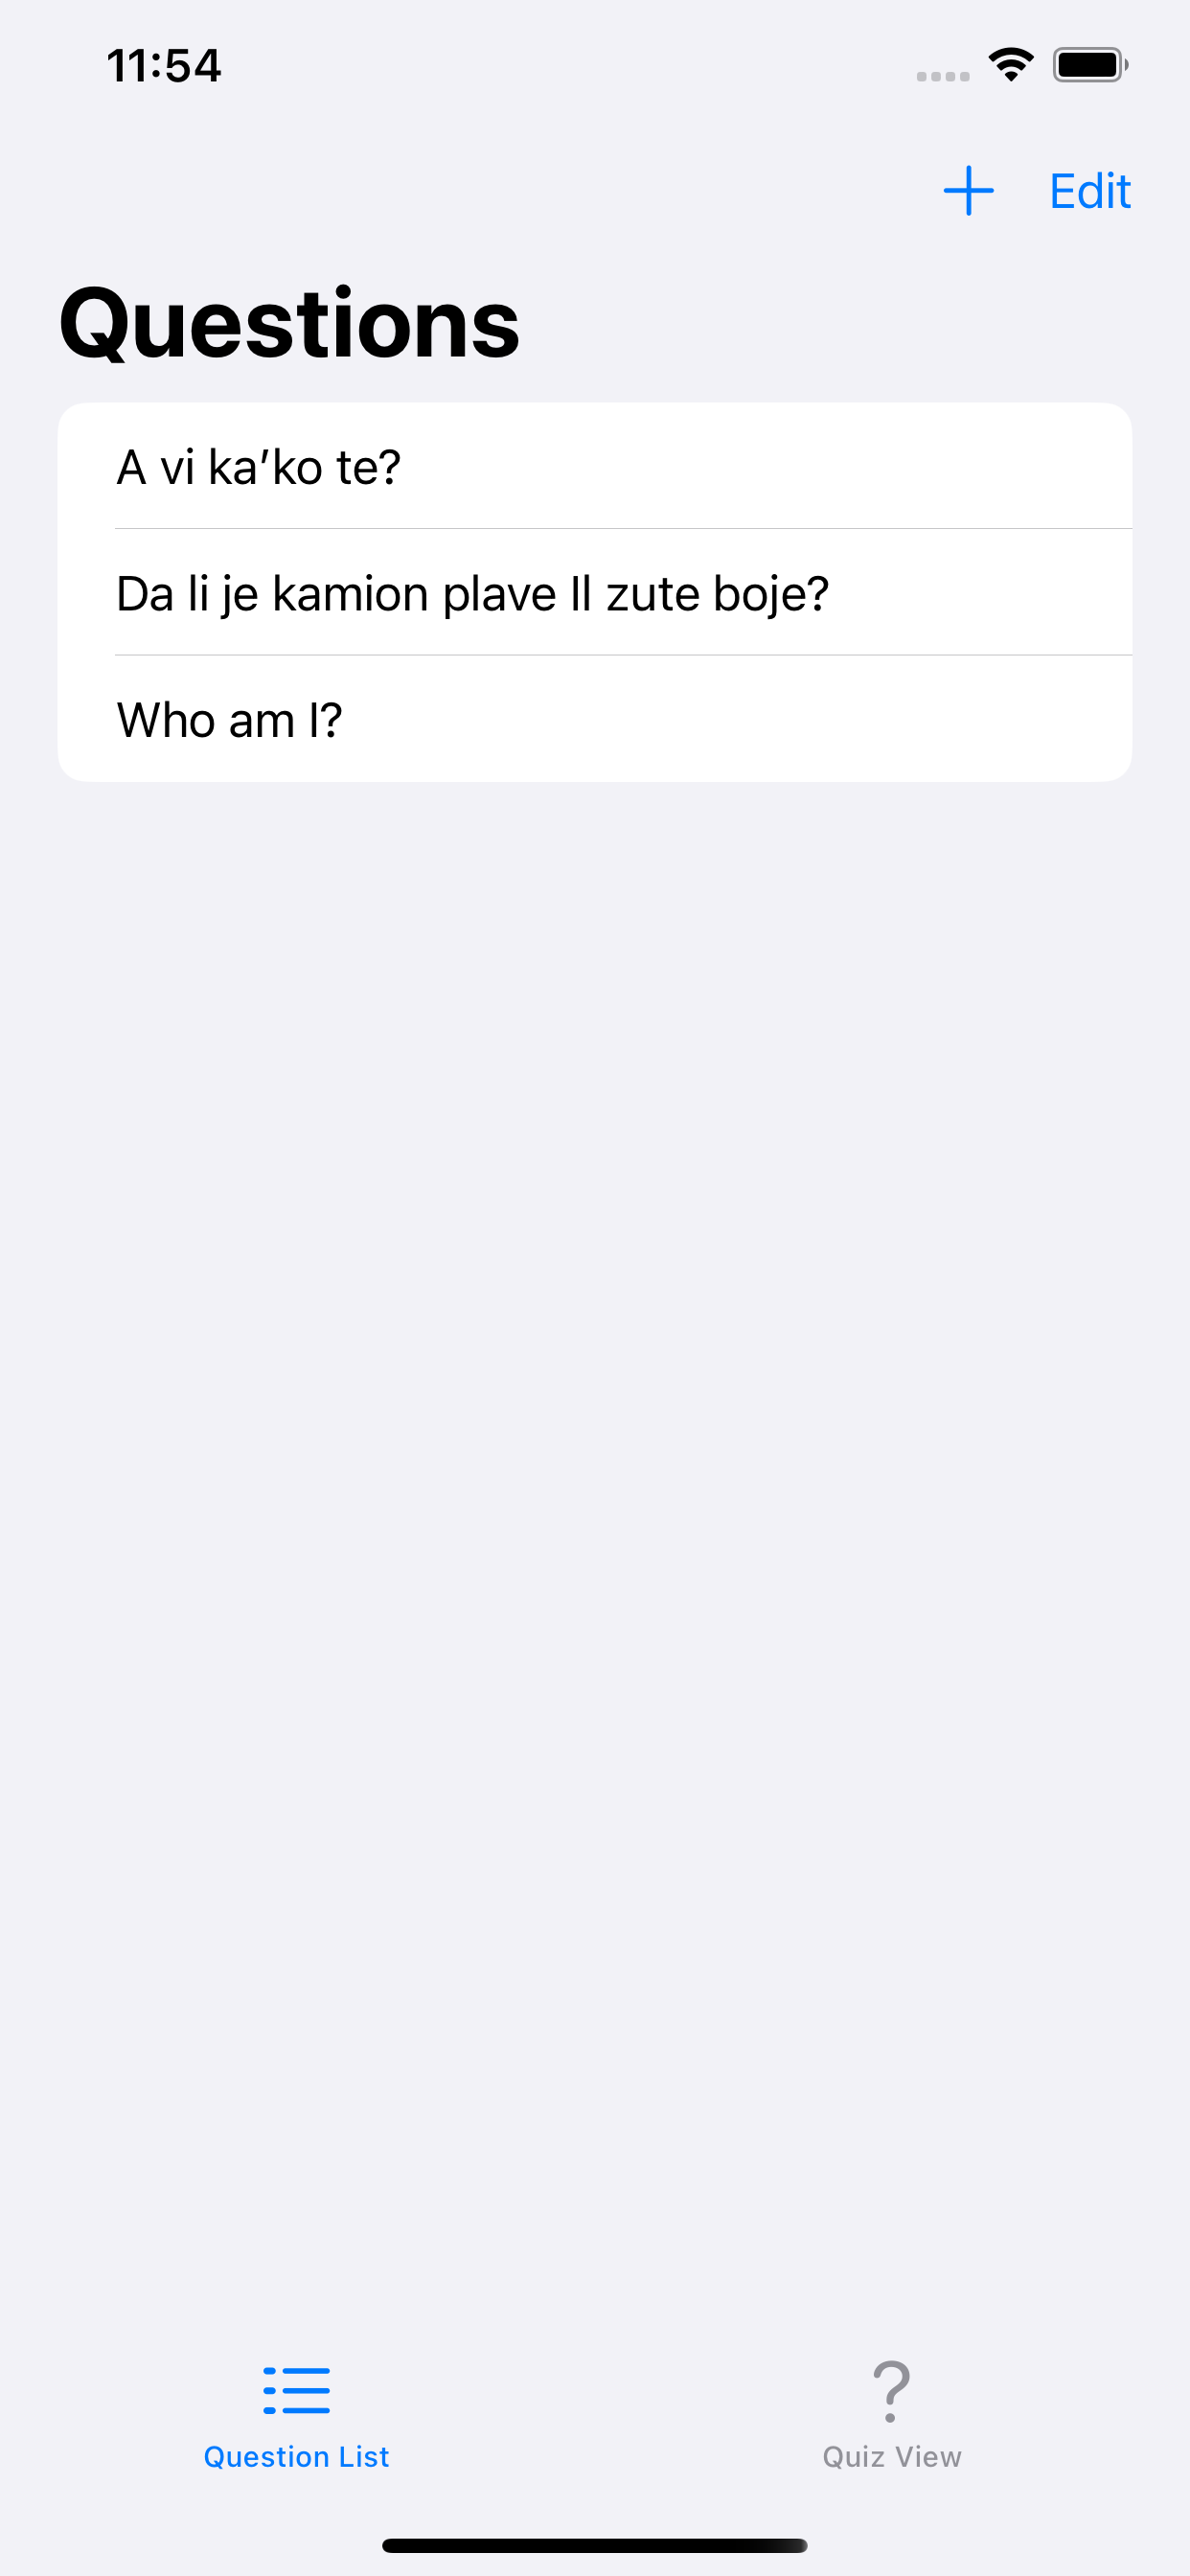 11:54
Edit
Questions
A vi ka’ko te?
Da li je kamion plave Il zute boje?
Who am I?
Question List
Quiz View